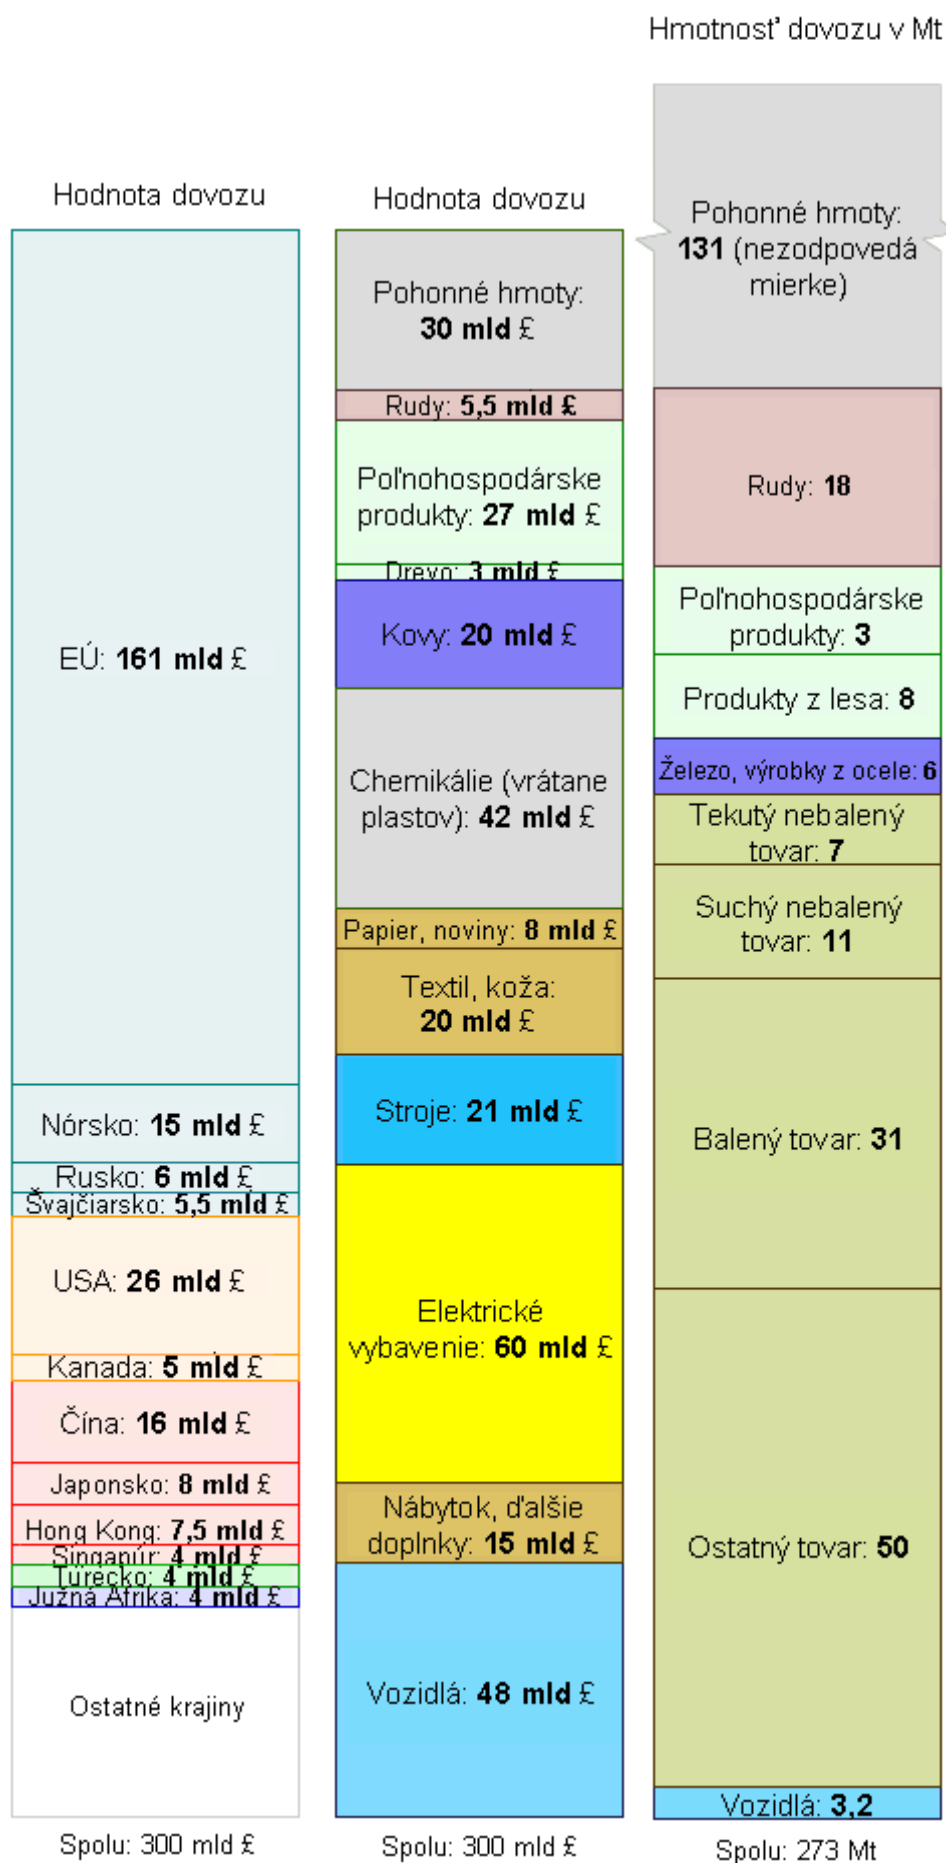 Hodnota dovozu
EÚ: 161 mld £
Nórsko: 15 mld £
Rusko: 6 mld £
Švajčiarsko: 5,5 mld £
USA: 26 mld £
Kanada: 5 mld £
Čína: 16 mld £
Japonsko: 8 mld £
Hong Kong: 7,5 mld £
Singapúr: 4 mld £
Turecko: 4 mld £
Južná Afrika: 4 mld £
Ostatné krajiny
Spolu: 300 mld £
Hodnota dovozu
Pohonné hmoty:
30 mld £
Rudy: 5,5 mld £
Poľnohospodárske
produkty: 27 mld £
Drevo: 3 mld £
Kovy: 20 mld £
Chemikálie (vrátane
plastov): 42 mld £
Papier, noviny: 8 mld £
Textil, koža:
20 mld £
Stroje: 21 mld £
Elektrické
vybavenie: 60 mld £
Nábytok, ďalšie
doplnky: 15 mld £
Vozidlá: 48 mld £
Spolu: 300 mld £
Hmotnosť dovozu v Mt
Pohonné hmoty:
131 (nezodpovedá
mierke)
Rudy: 18
Poľnohospodárske
produkty: 3
Produkty z lesa: 8
Železo, výrobky z ocele: 6
Tekutý nebalený
tovar: 7
Suchý nebalený
tovar: 11
Balený tovar: 31
Ostatný tovar: 50
Vozidlá: 3,2
Spolu: 273 Mt